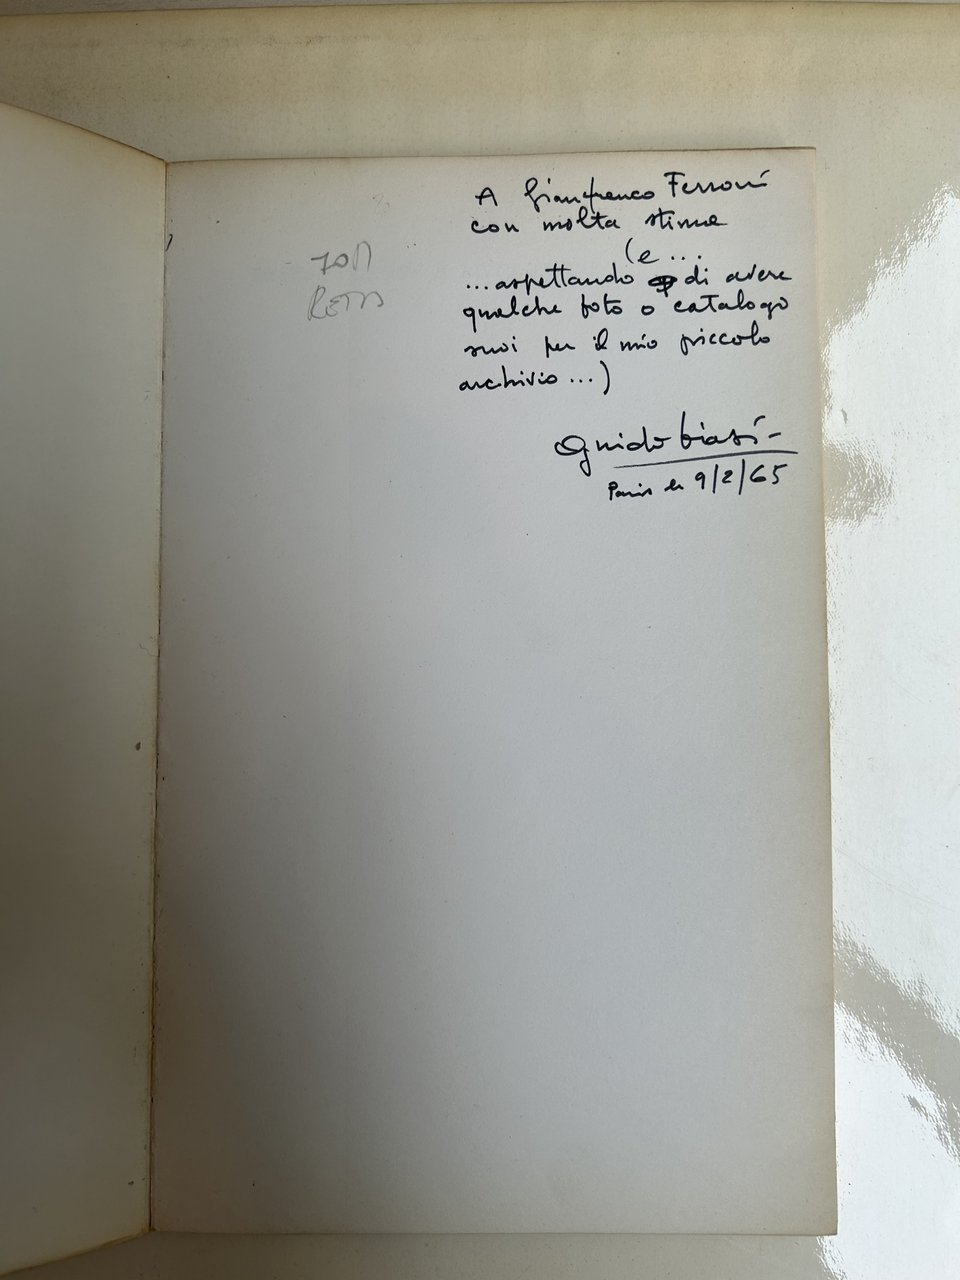 A Gianfranco Ferroni
con molta stima
(e...
...aspettando di avere
qualche foto o catalogo
suoi per il mio piccolo
archivio...)
Guido biasi-
Paris le 9/2/65